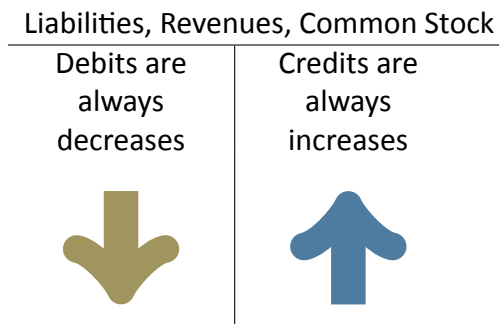 Liabilities, Revenues, Common Stock
Debits are
always
decreases
Credits are
always
increases